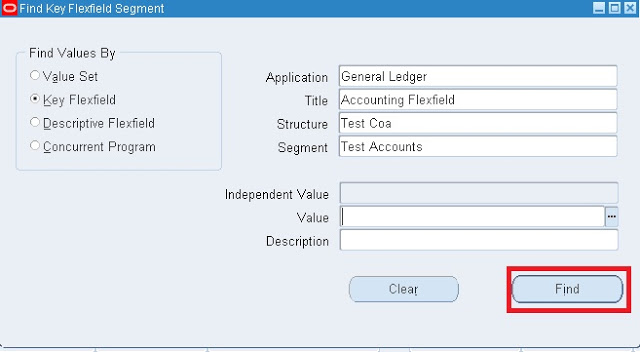 Find Key Flexfield Segment
Find Values By
Value Set
Key Flexfield
Descriptive Flexfield
Concurrent Program
Application General Ledger
Title Accounting Flexfield
Structure Test Coa
Segment Test Accounts
Independent Value
Value ...
Description
Clear Find